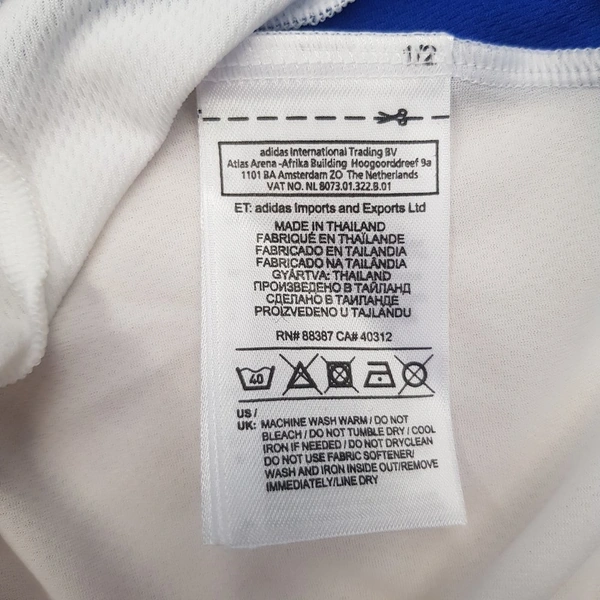 1/2
adidas International Trading BV
Atlas Arena -Afrika Building Hoogoorddreef 9a
1101 BA Amsterdam ZO The Netherlands
VAT NO. NL 8073.01.322.B.01
ET: adidas Imports and Exports Ltd
MADE IN THAILAND
FABRIQUÉ EN THAÏLANDE
FABRICADO EN TAILANDIA
FABRICADO NA TAILÂNDIA
GYÁRTVA: THAILAND
ПРОИЗВЕДЕНО В ТАЙЛАНД
СДЕЛАНО В ТАИЛАНДЕ
PROIZVEDENO U TAJLANDU
RN# 88387 CA# 40312
40
US /
UK: MACHINE WASH WARM / DO NOT
BLEACH / DO NOT TUMBLE DRY / COOL
IRON IF NEEDED / DO NOT DRYCLEAN
DO NOT USE FABRIC SOFTENER/
WASH AND IRON INSIDE OUT/REMOVE
IMMEDIATELY/LINE DRY